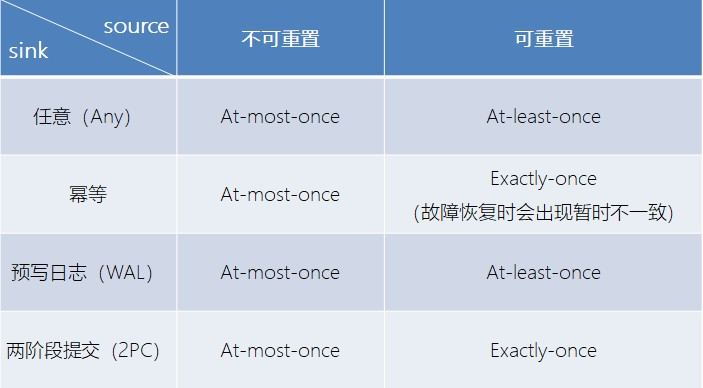 source
sink
不可重置
可重置
任意（Any）
At-most-once
At-least-once
幂等
At-most-once
Exactly-once
（故障恢复时会出现暂时不一致）
预写日志（WAL）
At-most-once
At-least-once
两阶段提交（2PC）
At-most-once
Exactly-once